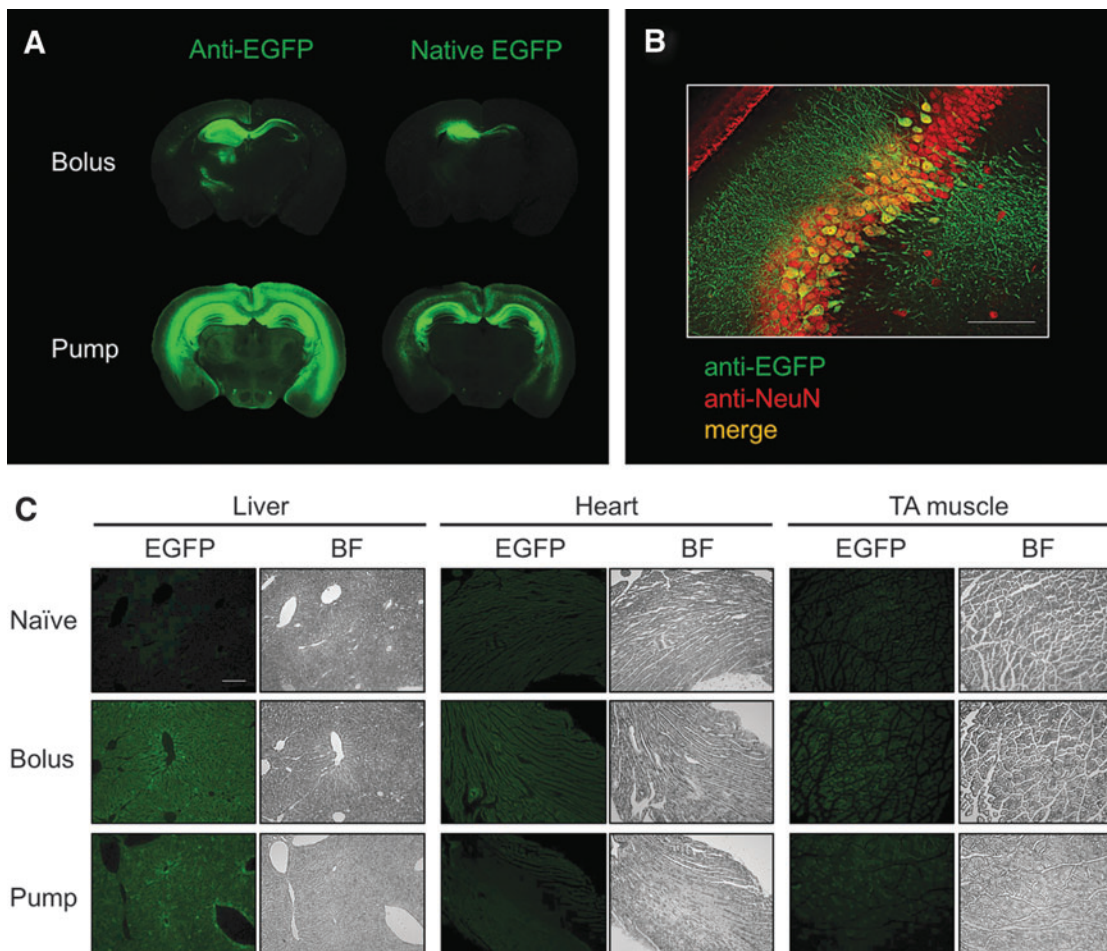 A
Anti-EGFP Native EGFP
Bolus
Pump
B
anti-EGFP
anti-NeuN
merge
C
Liver Heart TA muscle
EGFP BF EGFP BF EGFP BF
Naïve
Bolus
Pump